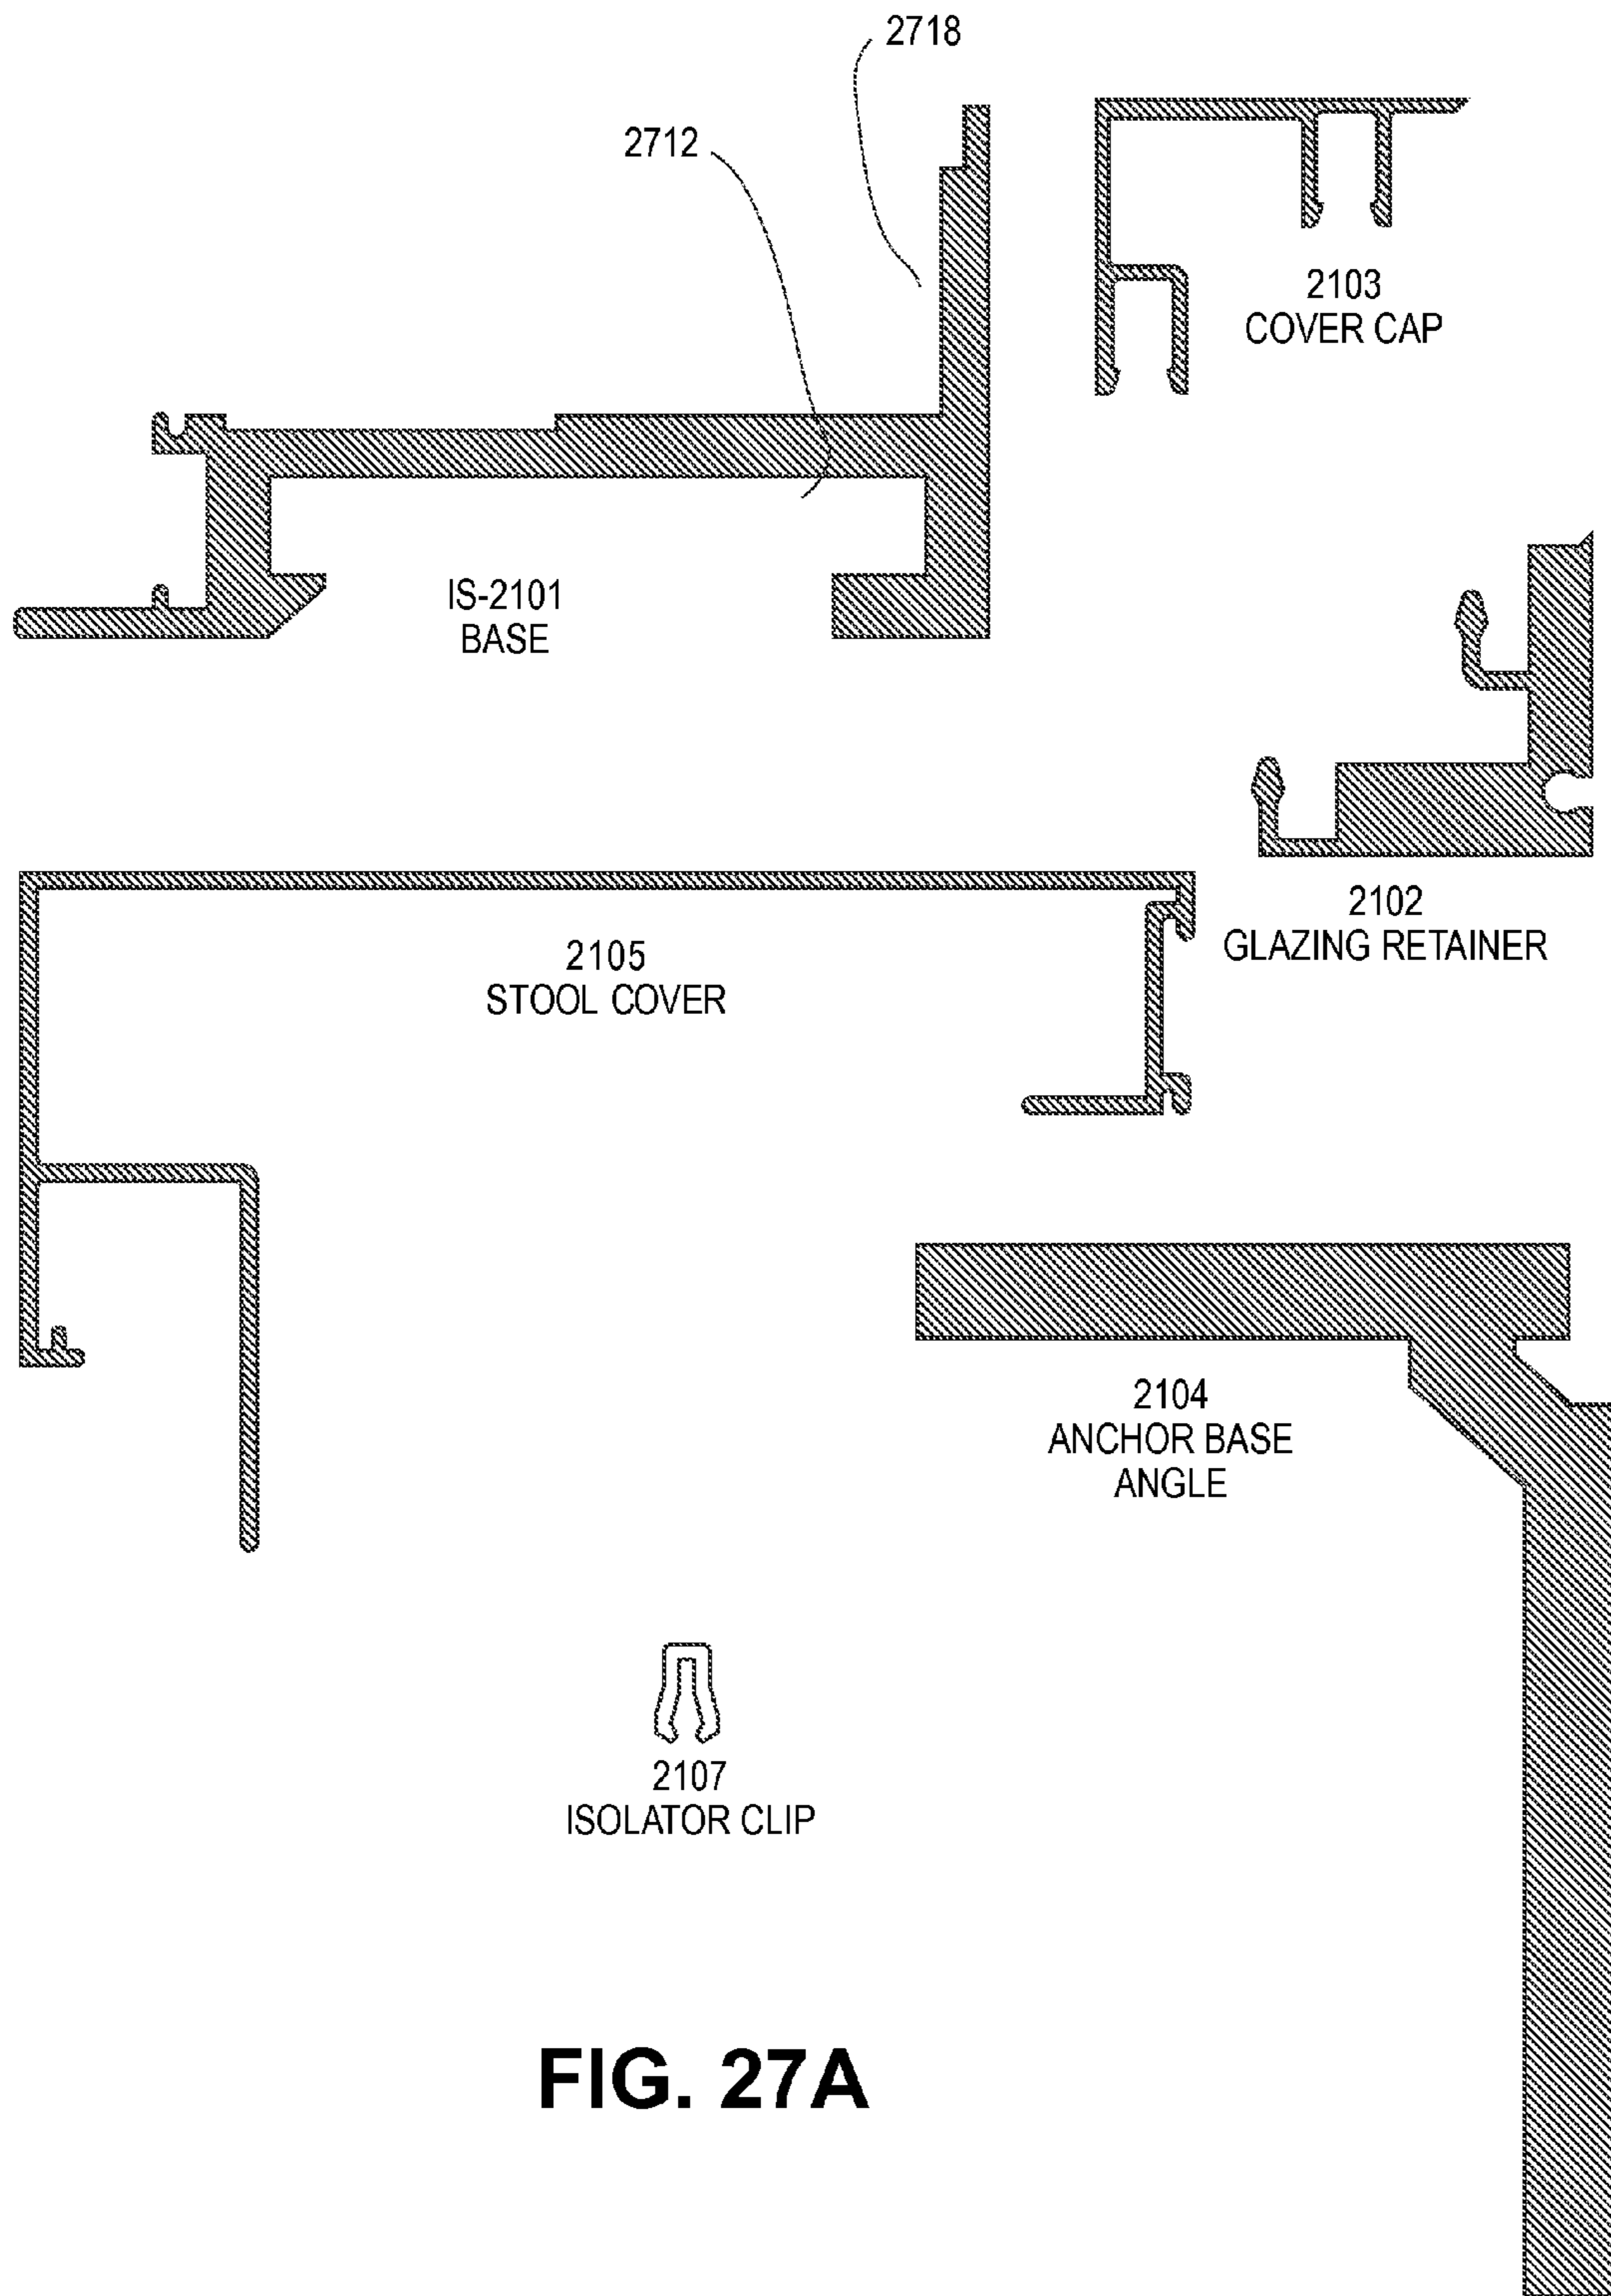 2718
2712
2103
COVER CAP
IS-2101
BASE
2102
GLAZING RETAINER
2105
STOOL COVER
2104
ANCHOR BASE
ANGLE
2107
ISOLATOR CLIP
FIG. 27A